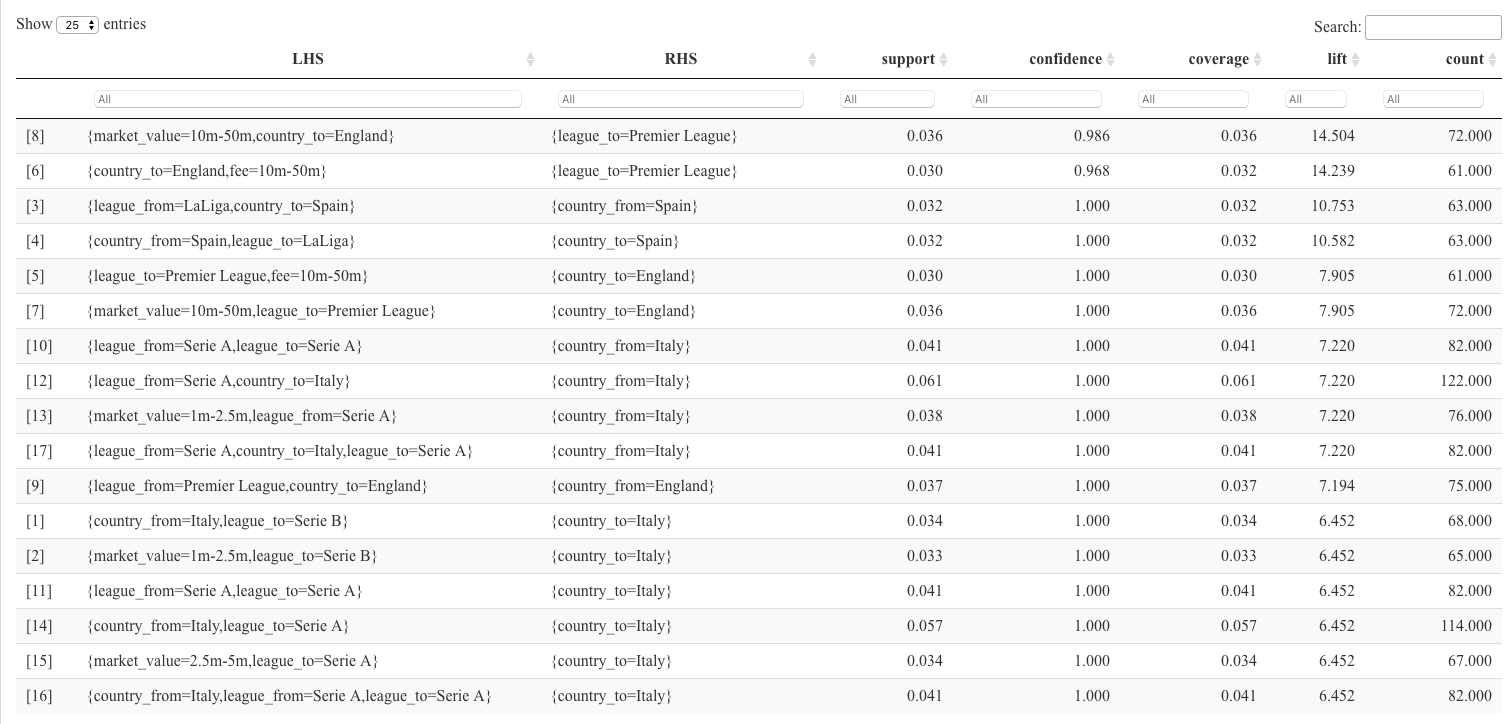 Show 25 entries
Search:
LHS RHS support confidence coverage lift count
All All All All All All All
[8] {market_value=10m-50m,country_to=England} {league_to=Premier League} 0.036 0.986 0.036 14.504 72.000
[6] {country_to=England,fee=10m-50m} {league_to=Premier League} 0.030 0.968 0.032 14.239 61.000
[3] {league_from=LaLiga,country_to=Spain} {country_from=Spain} 0.032 1.000 0.032 10.753 63.000
[4] {country_from=Spain,league_to=LaLiga} {country_to=Spain} 0.032 1.000 0.032 10.582 63.000
[5] {league_to=Premier League,fee=10m-50m} {country_to=England} 0.030 1.000 0.030 7.905 61.000
[7] {market_value=10m-50m,league_to=Premier League} {country_to=England} 0.036 1.000 0.036 7.905 72.000
[10] {league_from=Serie A,league_to=Serie A} {country_from=Italy} 0.041 1.000 0.041 7.220 82.000
[12] {league_from=Serie A,country_to=Italy} {country_from=Italy} 0.061 1.000 0.061 7.220 122.000
[13] {market_value=1m-2.5m,league_from=Serie A} {country_from=Italy} 0.038 1.000 0.038 7.220 76.000
[17] {league_from=Serie A,country_to=Italy,league_to=Serie A} {country_from=Italy} 0.041 1.000 0.041 7.220 82.000
[9] {league_from=Premier League,country_to=England} {country_from=England} 0.037 1.000 0.037 7.194 75.000
[1] {country_from=Italy,league_to=Serie B} {country_to=Italy} 0.034 1.000 0.034 6.452 68.000
[2] {market_value=1m-2.5m,league_to=Serie B} {country_to=Italy} 0.033 1.000 0.033 6.452 65.000
[11] {league_from=Serie A,league_to=Serie A} {country_to=Italy} 0.041 1.000 0.041 6.452 82.000
[14] {country_from=Italy,league_to=Serie A} {country_to=Italy} 0.057 1.000 0.057 6.452 114.000
[15] {market_value=2.5m-5m,league_to=Serie A} {country_to=Italy} 0.034 1.000 0.034 6.452 67.000
[16] {country_from=Italy,league_from=Serie A,league_to=Serie A} {country_to=Italy} 0.041 1.000 0.041 6.452 82.000